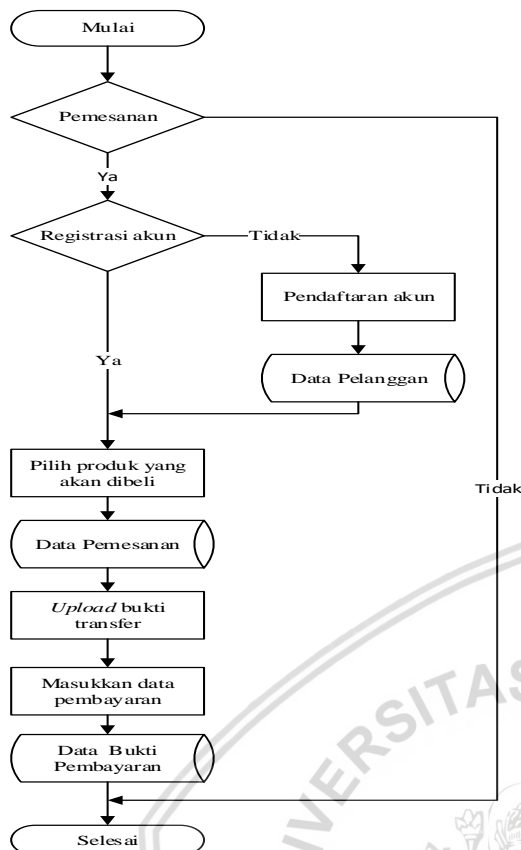 Mulai
Pemesanan
Ya
Registrasi akun
Tidak
Pendaftaran akun
Data Pelanggan
Ya
Pilih produk yang
akan dibeli
Tidak
Data Pemesanan
Upload bukti
transfer
Masukkan data
pembayaran
Data Bukti
Pembayaran
Selesai